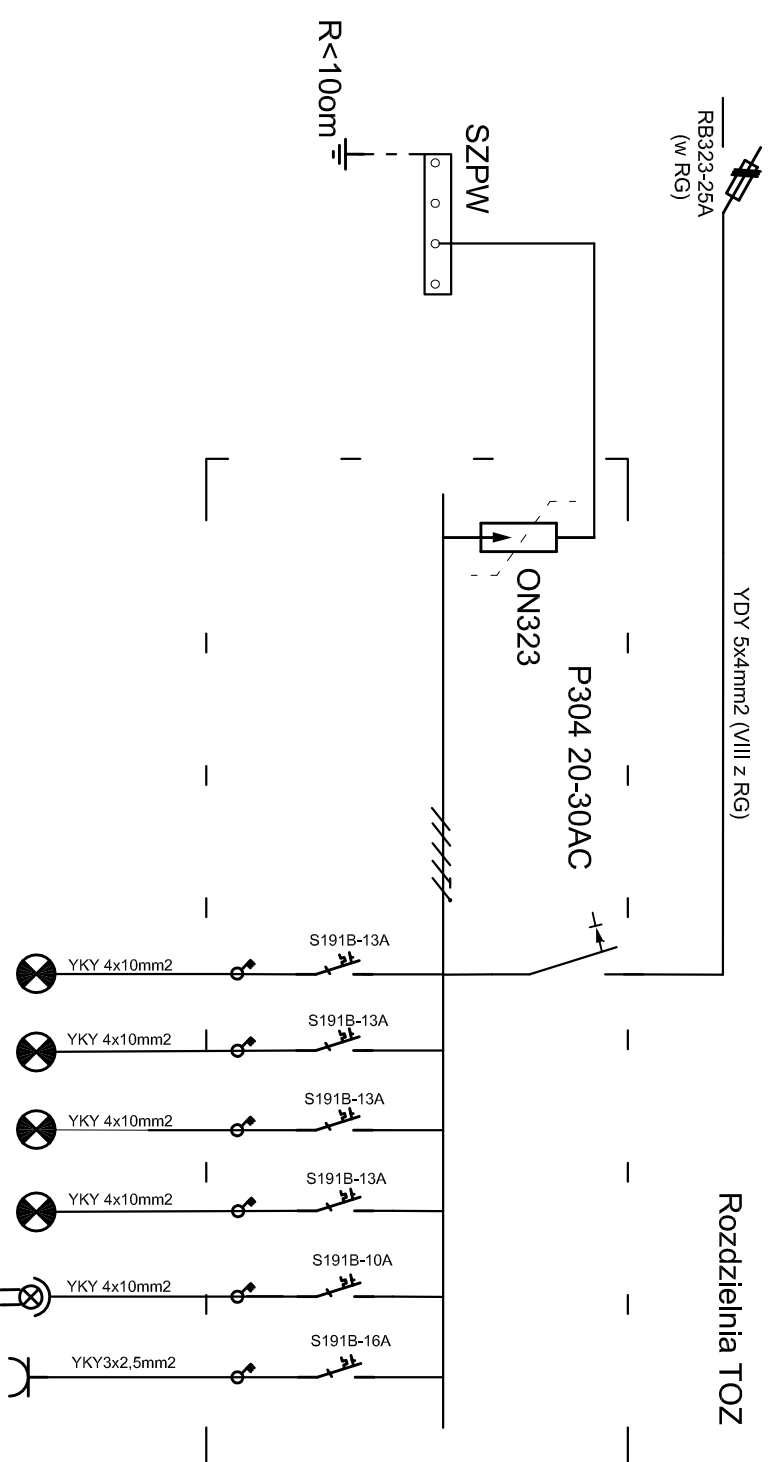 RB323-25A
(w RG)
YDY 5x4mm2 (VIII z RG)
Rozdzielnia TOZ
SZPW
R<10om
ON323
P304 20-30AC
S191B-13A
YKY 4x10mm2
S191B-13A
YKY 4x10mm2
S191B-13A
YKY 4x10mm2
S191B-13A
YKY 4x10mm2
S191B-10A
YKY 4x10mm2
S191B-16A
YKY3x2,5mm2